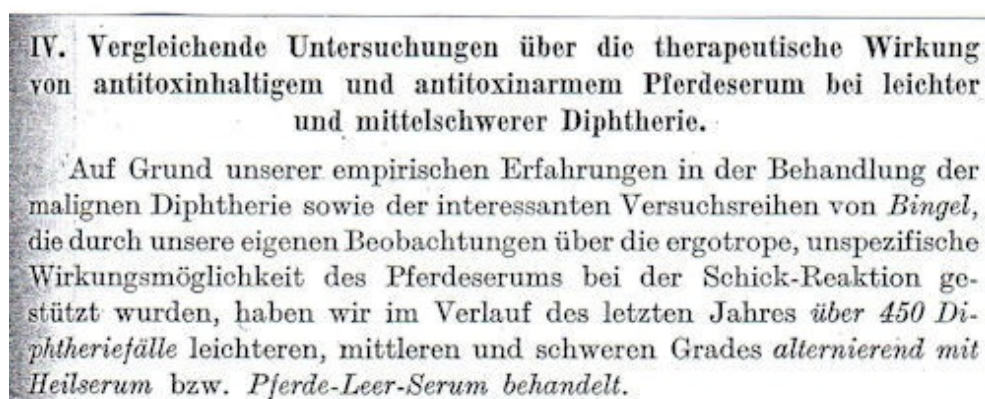 IV. Vergleichende Untersuchungen über die therapeutische Wirkung
von antitoxinhaltigem und antitoxinarmem Pferdeserum bei leichter
und mittelschwerer Diphtherie.
Auf Grund unserer empirischen Erfahrungen in der Behandlung der
malignen Diphtherie sowie der interessanten Versuchsreihen von Bingel,
die durch unsere eigenen Beobachtungen über die ergotrope, unspezifische
Wirkungsmöglichkeit des Pferdeserums bei der Schick-Reaktion ge-
stützt wurden, haben wir im Verlauf des letzten Jahres über 450 Di-
phtheriefälle leichteren, mittleren und schweren Grades alternierend mit
Heilserum bzw. Pferde-Leer-Serum behandelt.